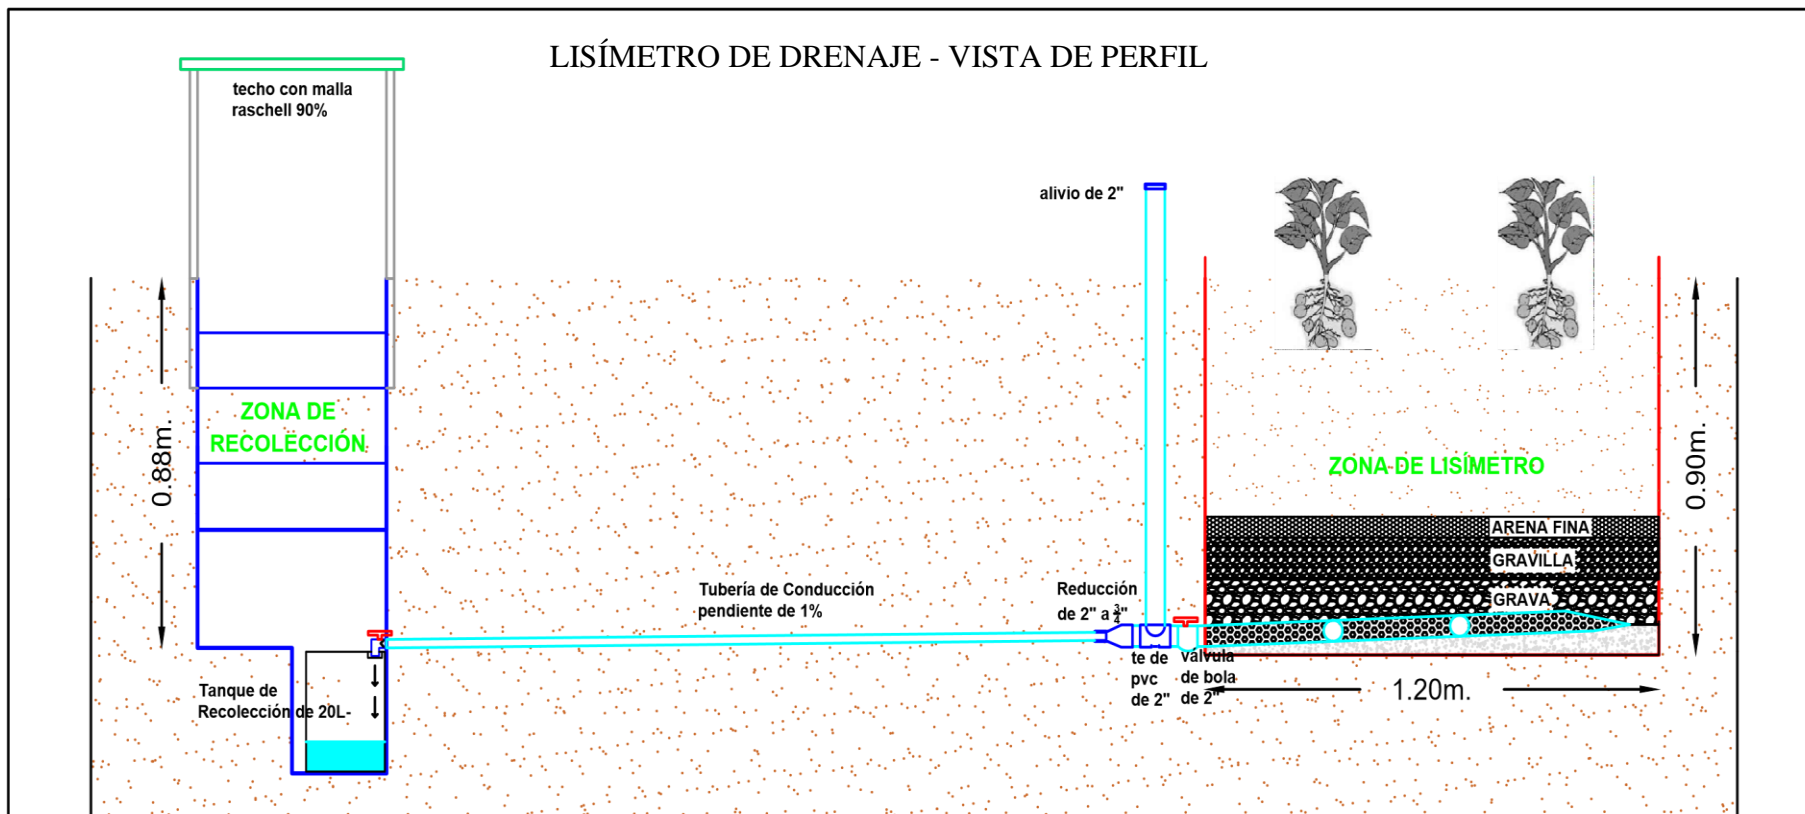 LISÍMETRO DE DRENAJE - VISTA DE PERFIL
techo con malla
raschell 90%
alivio de 2"
ZONA DE
RECOLECCIÓN
0.88m.
ZONA DE LISÍMETRO
0.90m.
ARENA FINA
GRAVILLA
GRAVA
Tubería de Conducción
pendiente de 1%
Reducción
de 2" a 3/4"
te de
pvc
de 2"
Válvula
de bola
de 2"
1.20m.
Tanque de
Recolección de 20L-